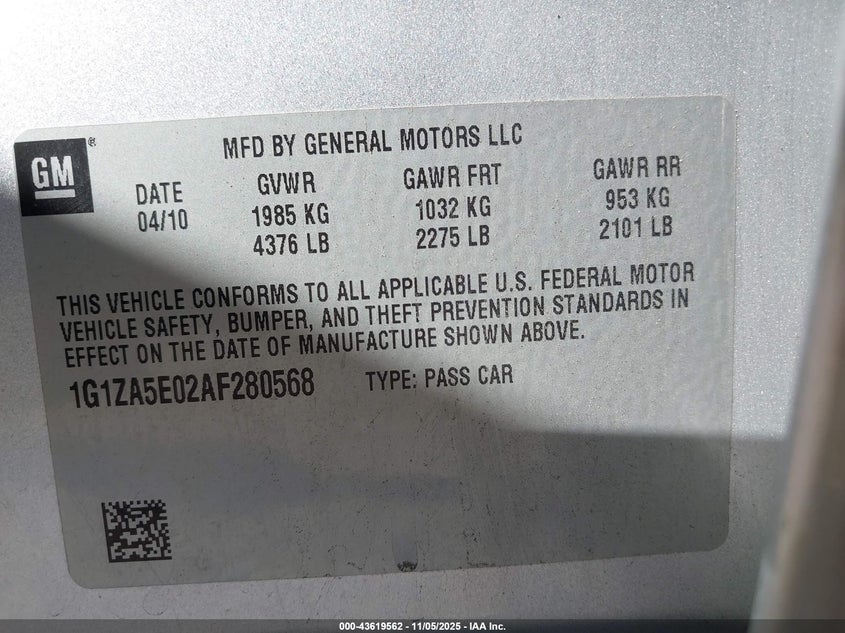 GM ®
MFD BY GENERAL MOTORS LLC
DATE GVWR GAWR FRT GAWR RR
04/10 1985 KG 1032 KG 953 KG
4376 LB 2275 LB 2101 LB
THIS VEHICLE CONFORMS TO ALL APPLICABLE U.S. FEDERAL MOTOR
VEHICLE SAFETY, BUMPER, AND THEFT PREVENTION STANDARDS IN
EFFECT ON THE DATE OF MANUFACTURE SHOWN ABOVE.
1G1ZA5E02AF280568 TYPE: PASS CAR
000-43619562 - 11/05/2025 - IAA Inc.